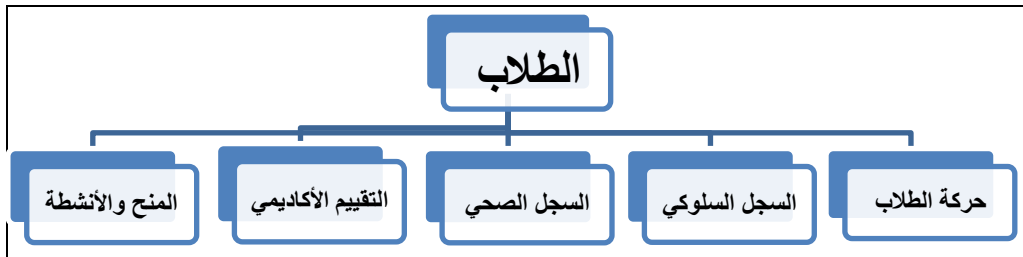 الطلاب
حركة الطلاب
السجل السلوكي
السجل الصحي
التقييم الأكاديمي
المنح والأنشطة